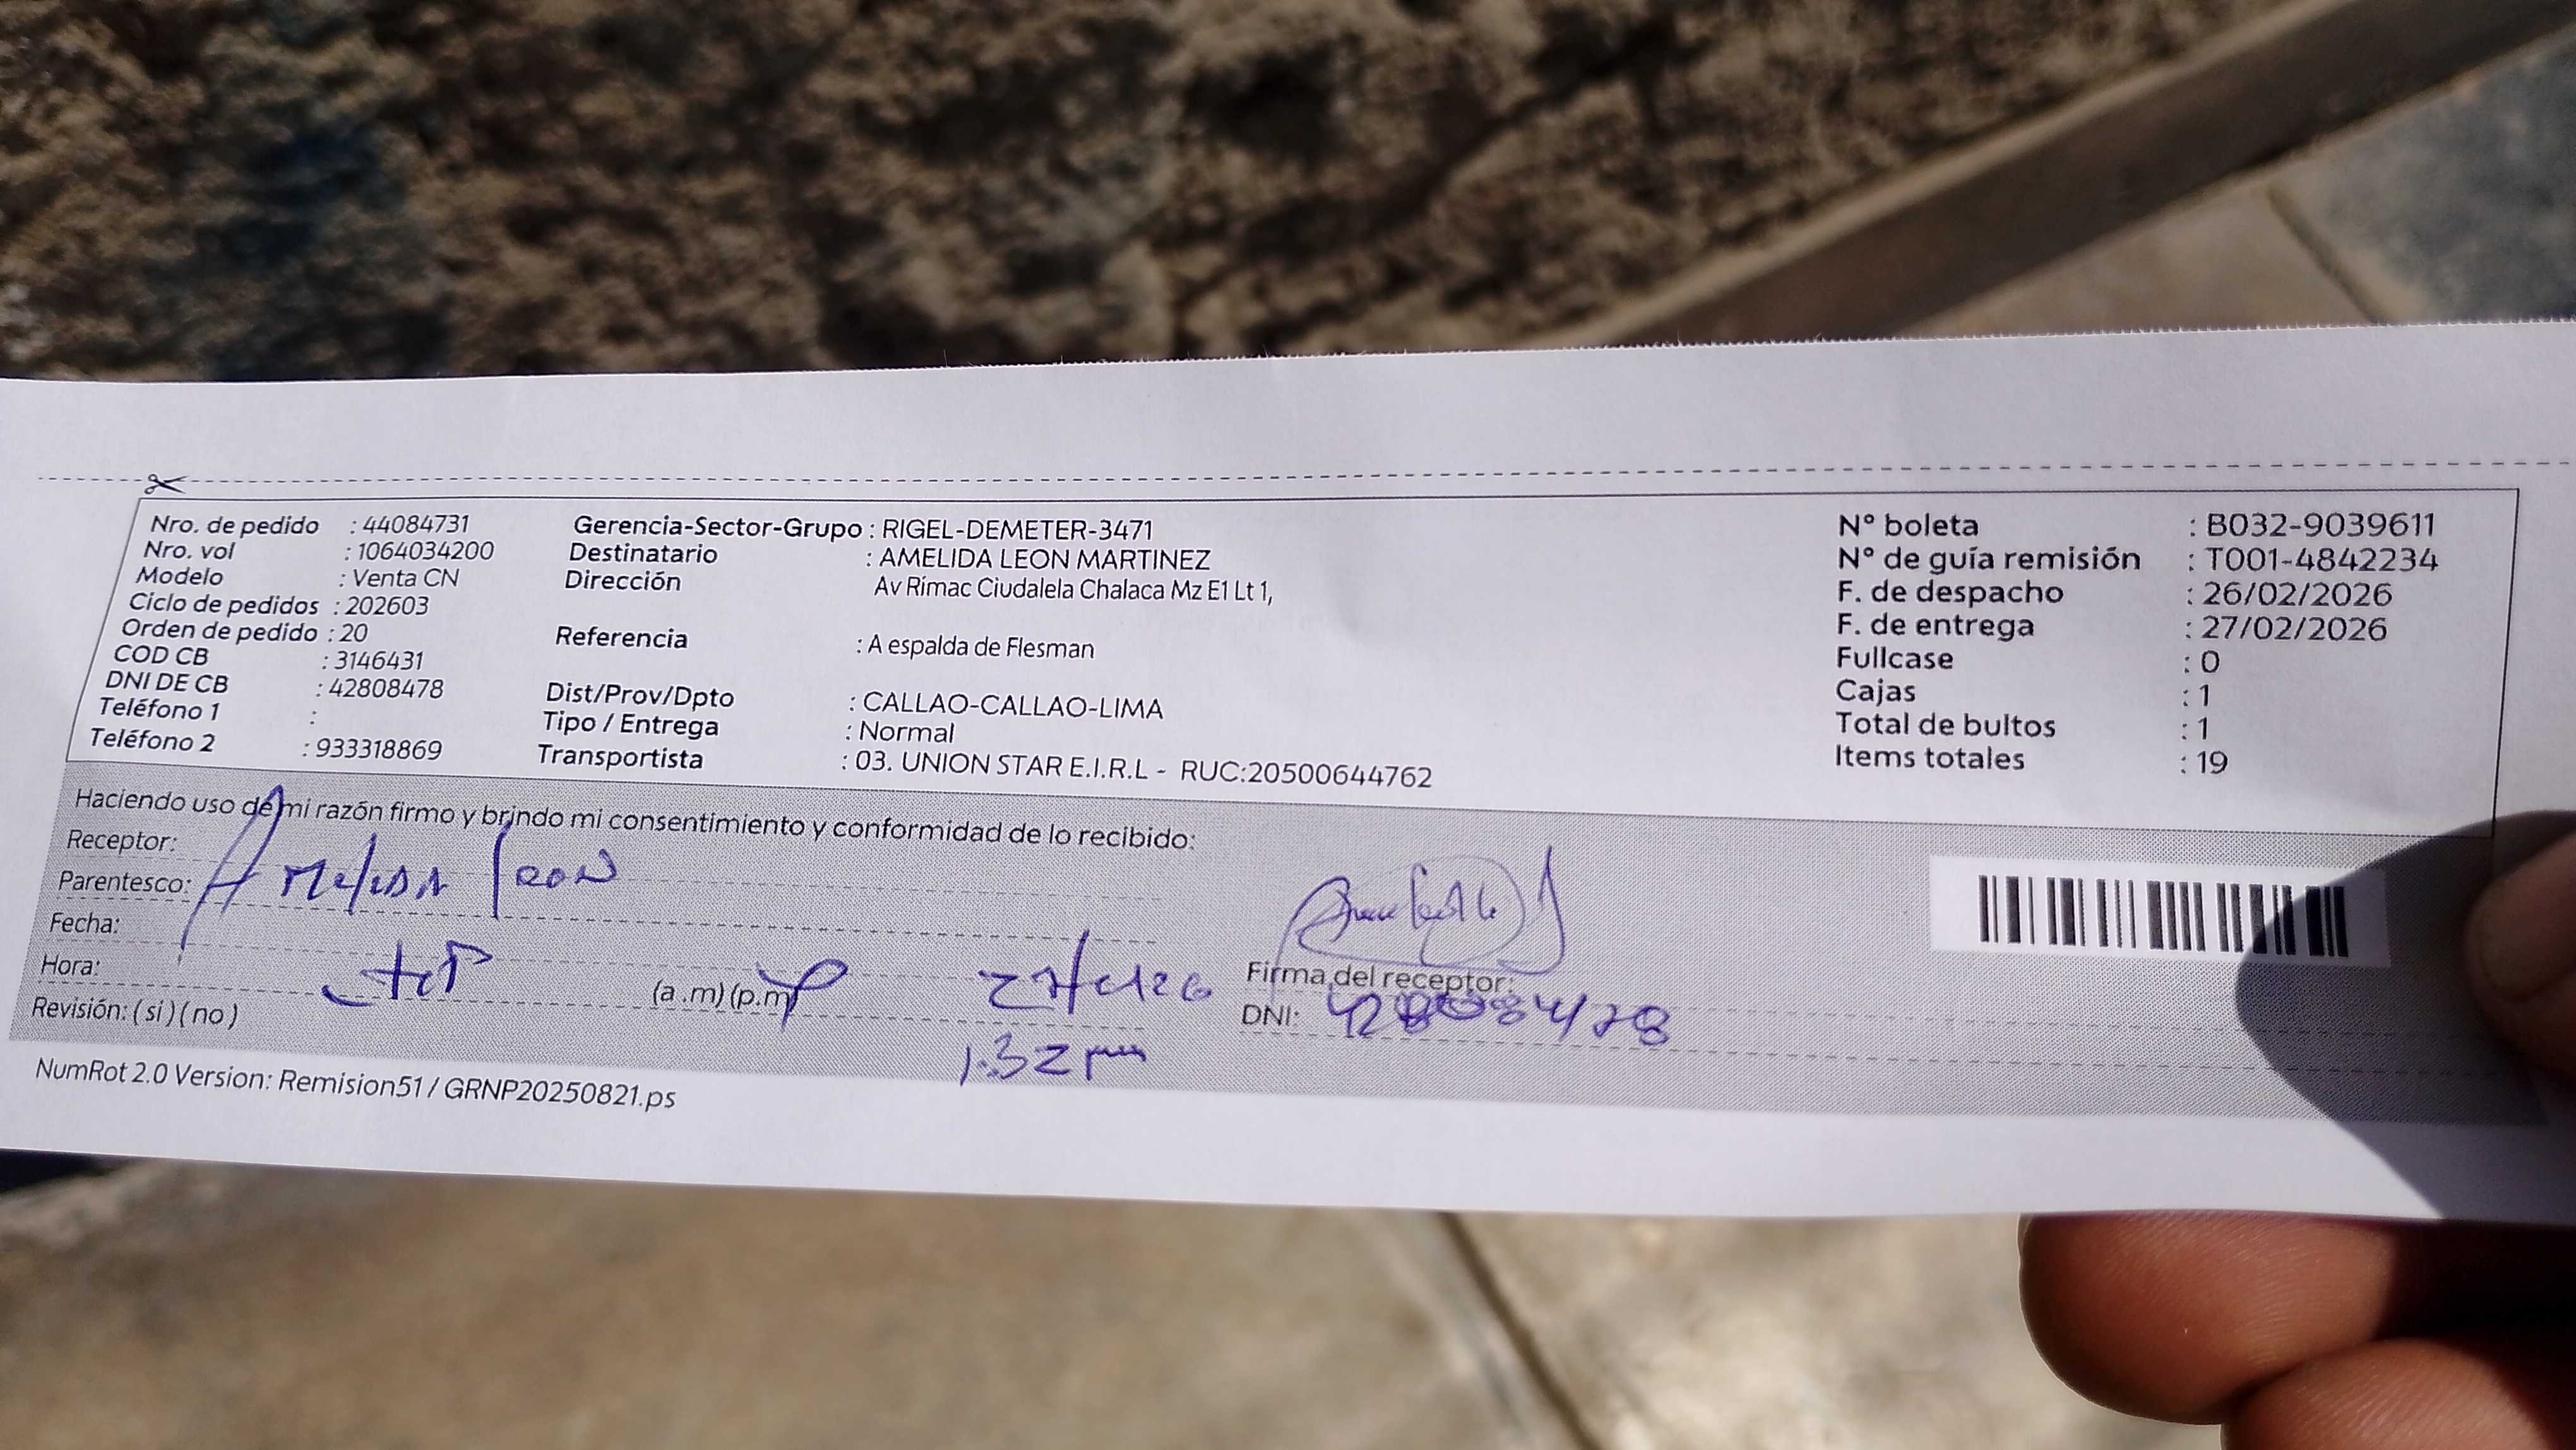 Nro. de pedido : 44084731
Nro. vol : 1064034200
Modelo : Venta CN
Ciclo de pedidos : 202603
Orden de pedido : 20
COD CB : 3146431
DNI DE CB : 42808478
Teléfono 1 :
Teléfono 2 : 933318869
Gerencia-Sector-Grupo : RIGEL-DEMETER-3471
Destinatario : AMELIDA LEON MARTINEZ
Dirección Av Rímac Ciudalela Chalaca Mz E1 Lt 1,
Referencia : A espalda de Flesman
Dist/Prov/Dpto : CALLAO-CALLAO-LIMA
Tipo / Entrega : Normal
Transportista : 03. UNION STAR E.I.R.L - RUC:20500644762
N° boleta : B032-9039611
N° de guía remisión : T001-4842234
F. de despacho : 26/02/2026
F. de entrega : 27/02/2026
Fullcase : 0
Cajas : 1
Total de bultos : 1
Items totales : 19
Haciendo uso de mi razón firmo y brindo mi consentimiento y conformidad de lo recibido:
Receptor:
Parentesco: Amelida Leon
Fecha:
Hora: (a .m) (p.m)
Revisión: ( si ) ( no )
1:32 pm
Firma del receptor:
DNI: 42808478
NumRot 2.0 Version: Remision51 / GRNP20250821.ps